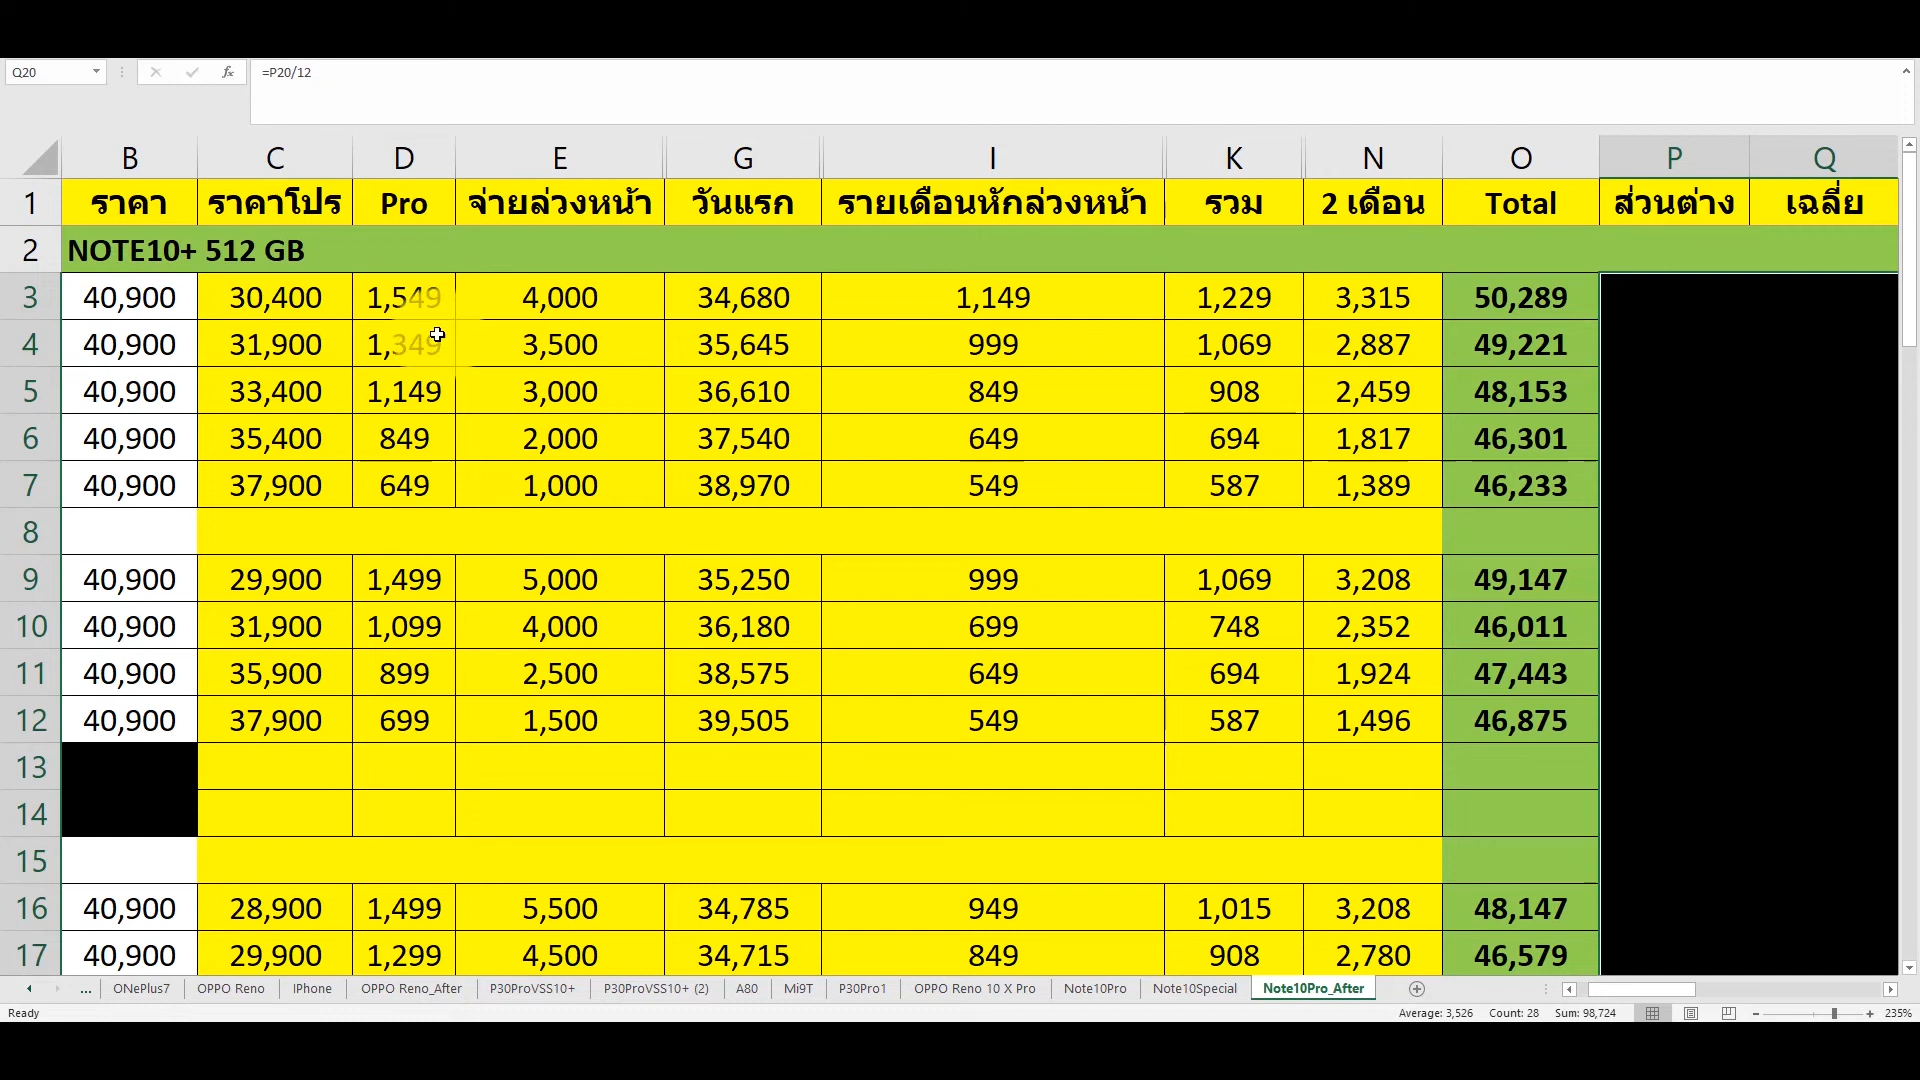 Q20 fx =P20/12
B C D E G I K N O P Q
1 ราคา ราคาโปร Pro จ่ายล่วงหน้า วันแรก รายเดือนหักล่วงหน้า รวม 2 เดือน Total ส่วนต่าง เฉลี่ย
2 NOTE10+ 512 GB
3 40,900 30,400 1,549 4,000 34,680 1,149 1,229 3,315 50,289
4 40,900 31,900 1,349 3,500 35,645 999 1,069 2,887 49,221
5 40,900 33,400 1,149 3,000 36,610 849 908 2,459 48,153
6 40,900 35,400 849 2,000 37,540 649 694 1,817 46,301
7 40,900 37,900 649 1,000 38,970 549 587 1,389 46,233
8
9 40,900 29,900 1,499 5,000 35,250 999 1,069 3,208 49,147
10 40,900 31,900 1,099 4,000 36,180 699 748 2,352 46,011
11 40,900 35,900 899 2,500 38,575 649 694 1,924 47,443
12 40,900 37,900 699 1,500 39,505 549 587 1,496 46,875
13
14
15
16 40,900 28,900 1,499 5,500 34,785 949 1,015 3,208 48,147
17 40,900 29,900 1,299 4,500 34,715 849 908 2,780 46,579
... OnePlus7 OPPO Reno IPhone OPPO Reno_After P30ProVSS10+ P30ProVSS10+ (2) A80 Mi9T P30Pro1 OPPO Reno 10 X Pro Note10Pro Note10Special Note10Pro_After
Ready Average: 3,526 Count: 28 Sum: 98,724 235%